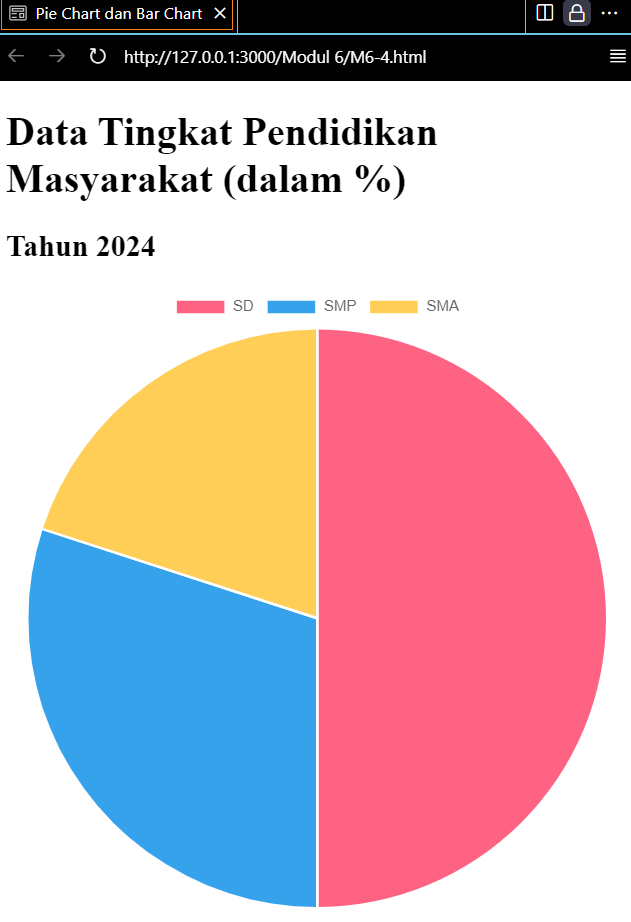 Pie Chart dan Bar Chart
http://127.0.0.1:3000/Modul 6/M6-4.html
Data Tingkat Pendidikan
Masyarakat (dalam %)
Tahun 2024
SD SMP SMA